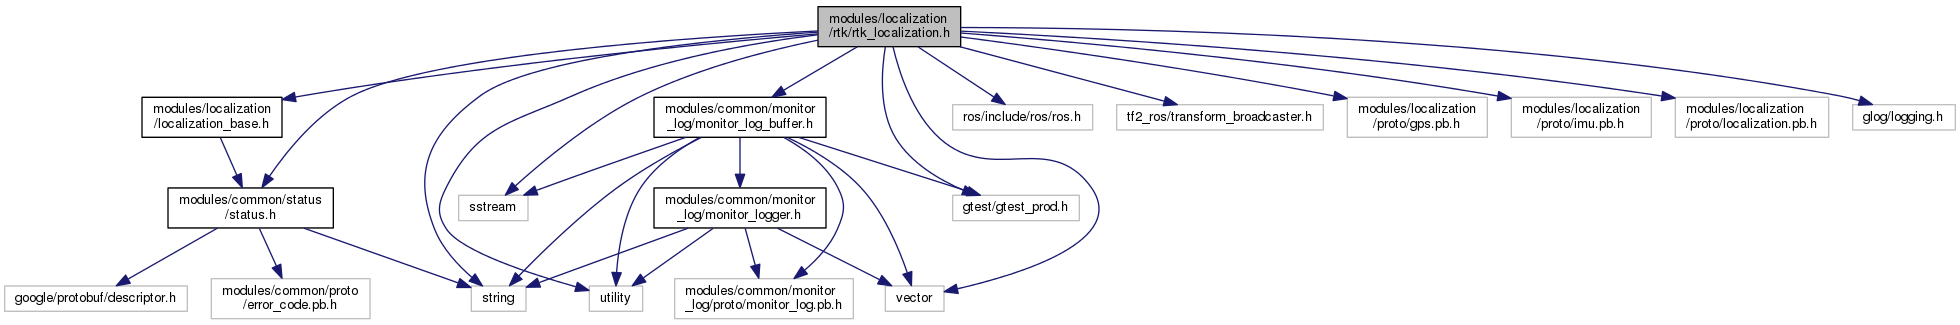 modules/localization
/rtk/rtk_localization.h
modules/localization
/localization_base.h
modules/common/monitor
_log/monitor_log_buffer.h
ros/include/ros/ros.h
tf2_ros/transform_broadcaster.h
modules/localization
/proto/gps.pb.h
modules/localization
/proto/imu.pb.h
modules/localization
/proto/localization.pb.h
glog/logging.h
modules/common/status
/status.h
sstream
modules/common/monitor
_log/monitor_logger.h
gtest/gtest_prod.h
google/protobuf/descriptor.h
modules/common/proto
/error_code.pb.h
string
utility
modules/common/monitor
_log/proto/monitor_log.pb.h
vector